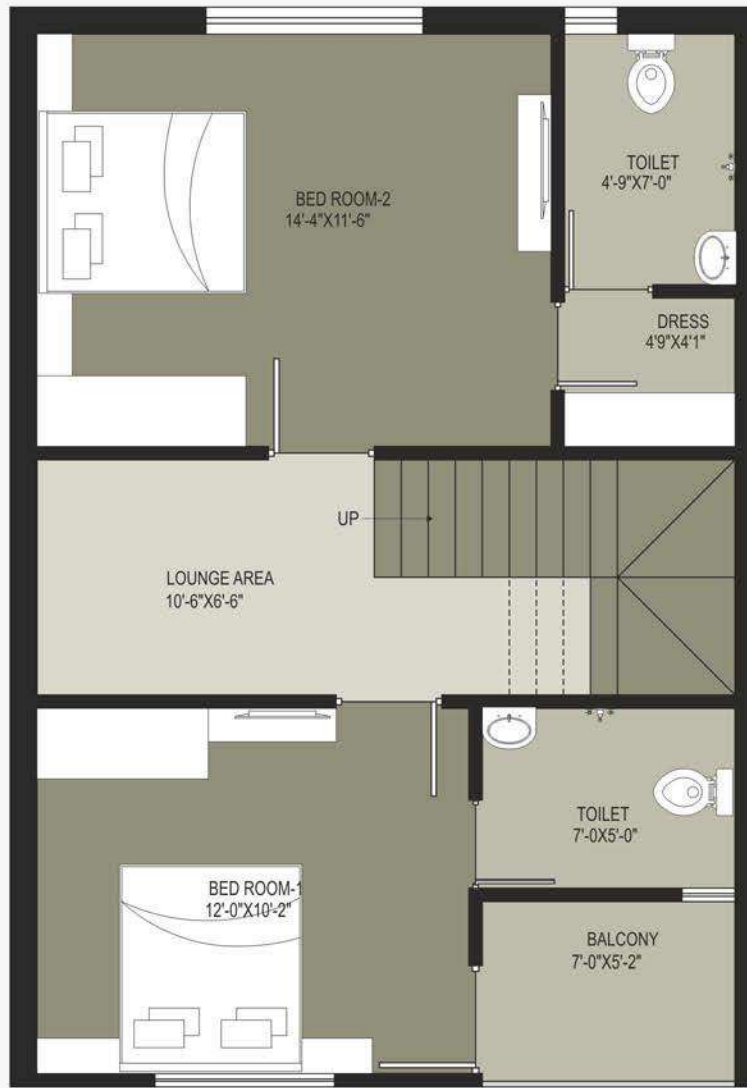 BED ROOM-2
14'-4"X11'-6"
TOILET
4'-9"X7'-0"
DRESS
4'9"X4'1"
UP
LOUNGE AREA
10'-6"X6'-6"
BED ROOM-1
12'-0"X10'-2"
TOILET
7'-0X5'-0"
BALCONY
7'-0"X5'-2"